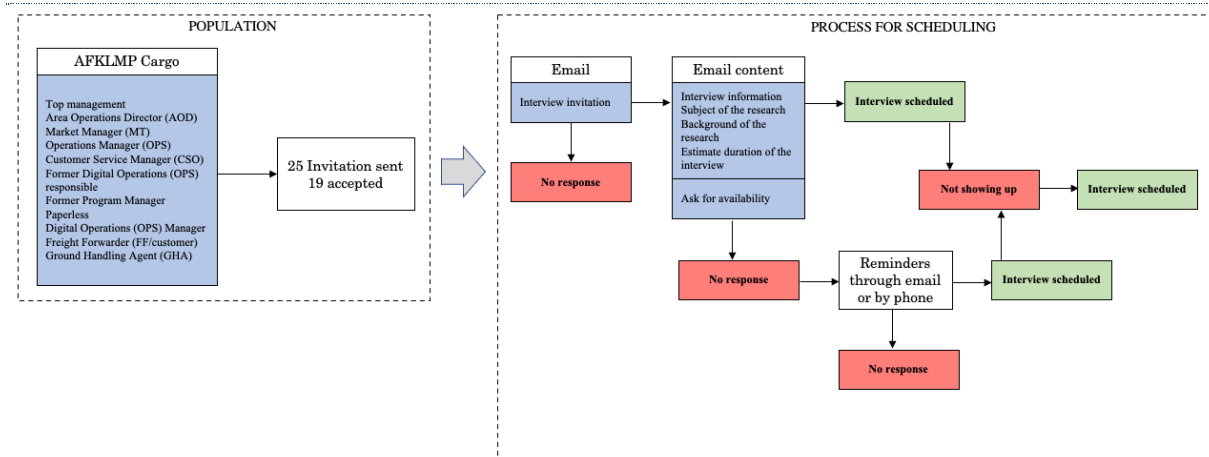 POPULATION
AFKLMP Cargo
Top management
Area Operations Director (AOD)
Market Manager (MT)
Operations Manager (OPS)
Customer Service Manager (CSO)
Former Digital Operations (OPS)
responsible
Former Program Manager
Paperless
Digital Operations (OPS) Manager
Freight Forwarder (FF/customer)
Ground Handling Agent (GHA)
25 Invitation sent
19 accepted
PROCESS FOR SCHEDULING
Email
Interview invitation
No response
Email content
Interview information
Subject of the research
Background of the
research
Estimate duration of the
interview
Ask for availability
Interview scheduled
Not showing up
Interview scheduled
No response
Reminders
through email
or by phone
Interview scheduled
No response